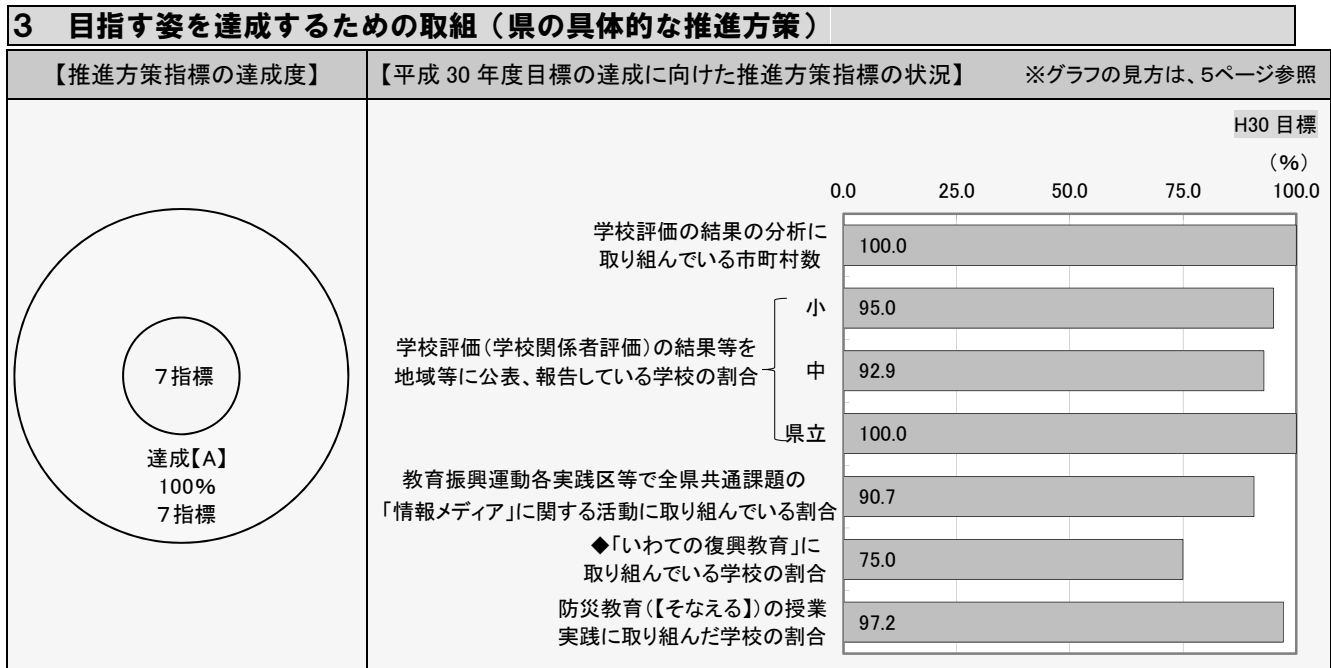 3　目指す姿を達成するための取組（県の具体的な推進方策）
【推進方策指標の達成度】
【平成 30 年度目標の達成に向けた推進方策指標の状況】　※グラフの見方は、5ページ参照
7指標
達成【A】
100%
7指標
H30 目標
（%）
0.0　25.0　50.0　75.0　100.0
学校評価の結果の分析に
取り組んでいる市町村数
100.0
小
95.0
学校評価(学校関係者評価)の結果等を
地域等に公表、報告している学校の割合
中
92.9
県立
100.0
教育振興運動各実践区等で全県共通課題の
「情報メディア」に関する活動に取り組んでいる割合
90.7
◆「いわての復興教育」に
取り組んでいる学校の割合
75.0
防災教育(【そなえる】)の授業
実践に取り組んだ学校の割合
97.2